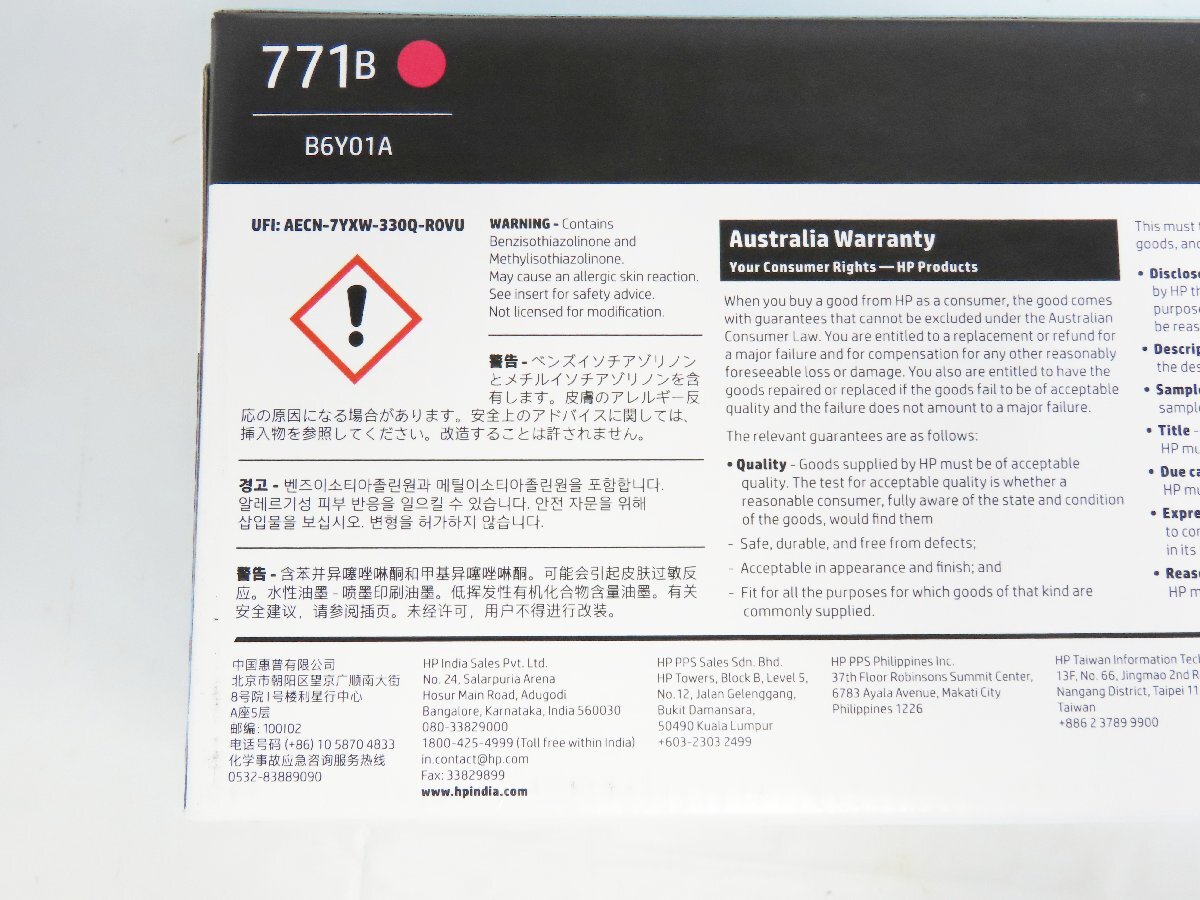 771B
B6Y01A
UFI: AECN-7YXW-330Q-R0VU
WARNING - Contains
Benzisothiazolinone and
Methylisothiazolinone.
May cause an allergic skin reaction.
See insert for safety advice.
Not licensed for modification.
警告 - ベンズイソチアゾリノン
とメチルイソチアゾリノンを含
有します。皮膚のアレルギー反
応の原因になる場合があります。安全上のアドバイスに関しては、
挿入物を参照してください。改造することは許されません。
경고 - 벤즈이소티아졸린원과 메틸이소티아졸린원을 포함합니다.
알레르기성 피부 반응을 일으킬 수 있습니다. 안전 자문을 위해
삽입물을 보십시오. 변형을 허가하지 않습니다.
警告 - 含苯并异噻唑啉酮和甲基异噻唑啉酮。可能会引起皮肤过敏反
应。水性油墨 - 喷墨印刷油墨。低挥发性有机化合物含量油墨。有关
安全建议，请参阅插页。未经许可，用户不得进行改装。
Australia Warranty
Your Consumer Rights — HP Products
When you buy a good from HP as a consumer, the good comes
with guarantees that cannot be excluded under the Australian
Consumer Law. You are entitled to a replacement or refund for
a major failure and for compensation for any other reasonably
foreseeable loss or damage. You also are entitled to have the
goods repaired or replaced if the goods fail to be of acceptable
quality and the failure does not amount to a major failure.
The relevant guarantees are as follows:
• Quality - Goods supplied by HP must be of acceptable
quality. The test for acceptable quality is whether a
reasonable consumer, fully aware of the state and condition
of the goods, would find them
- Safe, durable, and free from defects;
- Acceptable in appearance and finish; and
- Fit for all the purposes for which goods of that kind are
commonly supplied.
This must
goods, and
• Disclose
by HP th
purpose
be reas
• Descrip
the des
• Sample
sample
• Title -
HP mu
• Due ca
HP mu
• Expre
to cor
in its
• Reaso
HP m
中国惠普有限公司
北京市朝阳区望京广顺南大街
8号院1号楼利星行中心
A座5层
邮编: 100102
电话号码 (+86) 10 5870 4833
化学事故应急咨询服务热线
0532-83889090
HP India Sales Pvt. Ltd.
No. 24, Salarpuria Arena
Hosur Main Road, Adugodi
Bangalore, Karnataka, India 560030
080-33829000
1800-425-4999 (Toll free within India)
in.contact@hp.com
Fax: 33829899
www.hpindia.com
HP PPS Sales Sdn. Bhd.
HP Towers, Block B, Level 5,
No.12, Jalan Gelenggang,
Bukit Damansara,
50490 Kuala Lumpur
+603-2303 2499
HP PPS Philippines Inc.
37th Floor Robinsons Summit Center,
6783 Ayala Avenue, Makati City
Philippines 1226
HP Taiwan Information Tech
13F, No. 66, Jingmao 2nd R
Nangang District, Taipei 11
Taiwan
+886 2 3789 9900